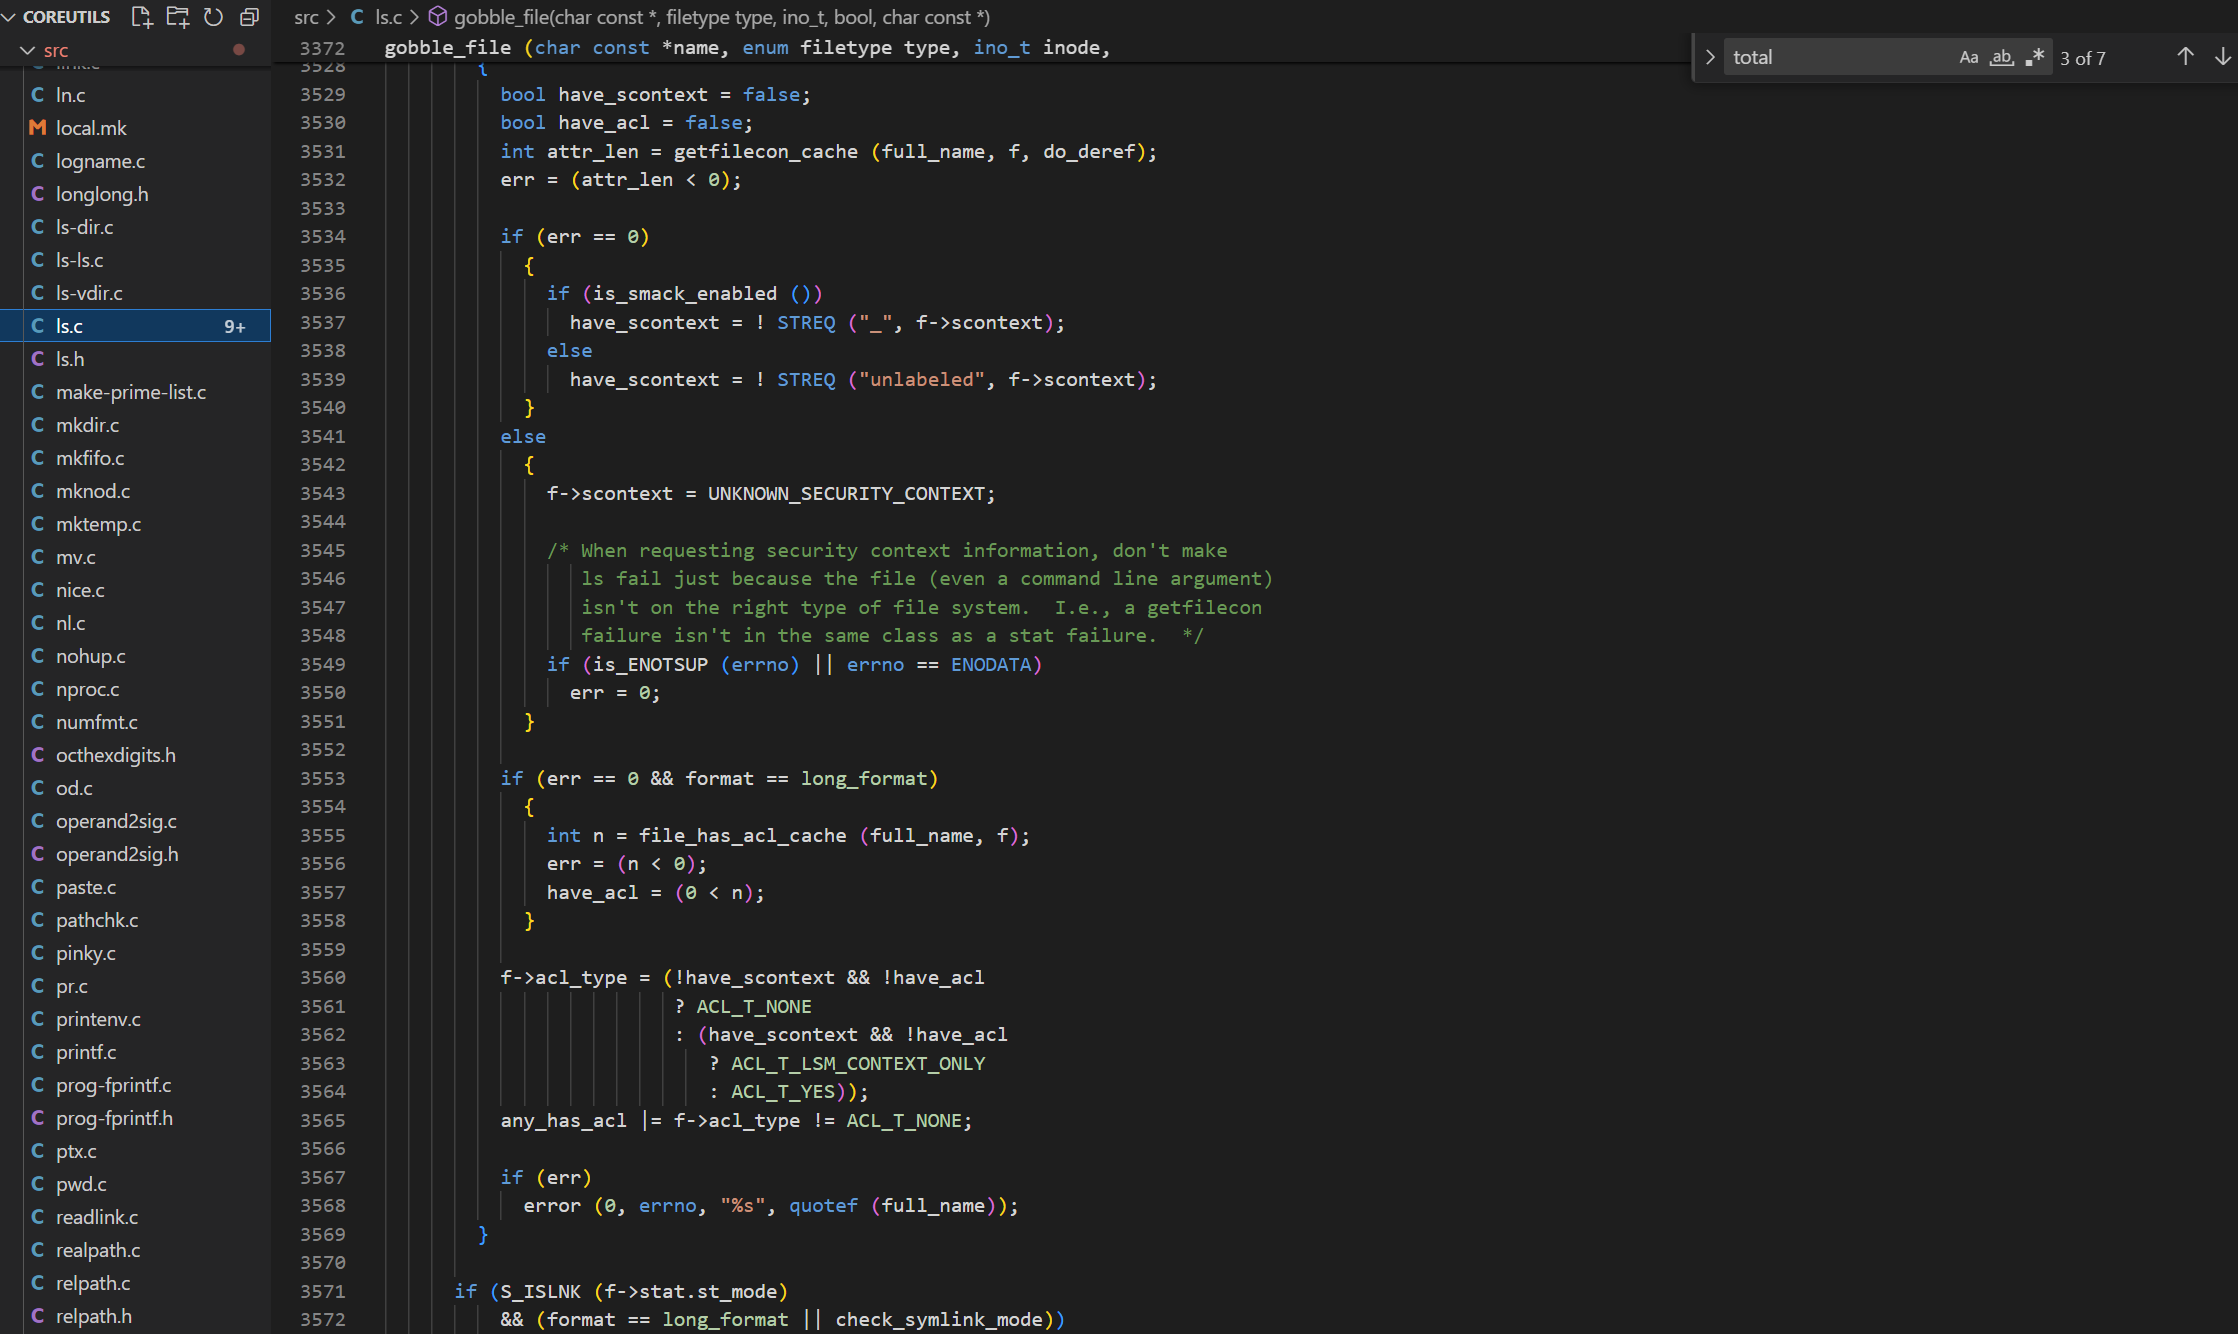 COREUTILS
src
ln.c
local.mk
logname.c
longlong.h
ls-dir.c
ls-ls.c
ls-vdir.c
ls.c 9+
ls.h
make-prime-list.c
mkdir.c
mkfifo.c
mknod.c
mktemp.c
mv.c
nice.c
nl.c
nohup.c
nproc.c
numfmt.c
octhexdigits.h
od.c
operand2sig.c
operand2sig.h
paste.c
pathchk.c
pinky.c
pr.c
printenv.c
printf.c
prog-fprintf.c
prog-fprintf.h
ptx.c
pwd.c
readlink.c
realpath.c
relpath.c
relpath.h
src > C ls.c > gobble_file(char const *, filetype type, ino_t, bool, char const *)
total Aa ab .* 3 of 7
3372 gobble_file (char const *name, enum filetype type, ino_t inode,
3528 {
3529 bool have_scontext = false;
3530 bool have_acl = false;
3531 int attr_len = getfilecon_cache (full_name, f, do_deref);
3532 err = (attr_len < 0);
3533
3534 if (err == 0)
3535 {
3536 if (is_smack_enabled ())
3537 have_scontext = ! STREQ ("_", f->scontext);
3538 else
3539 have_scontext = ! STREQ ("unlabeled", f->scontext);
3540 }
3541 else
3542 {
3543 f->scontext = UNKNOWN_SECURITY_CONTEXT;
3544
3545 /* When requesting security context information, don't make
3546 ls fail just because the file (even a command line argument)
3547 isn't on the right type of file system.  I.e., a getfilecon
3548 failure isn't in the same class as a stat failure.  */
3549 if (is_ENOTSUP (errno) || errno == ENODATA)
3550 err = 0;
3551 }
3552
3553 if (err == 0 && format == long_format)
3554 {
3555 int n = file_has_acl_cache (full_name, f);
3556 err = (n < 0);
3557 have_acl = (0 < n);
3558 }
3559
3560 f->acl_type = (!have_scontext && !have_acl
3561 ? ACL_T_NONE
3562 : (have_scontext && !have_acl
3563 ? ACL_T_LSM_CONTEXT_ONLY
3564 : ACL_T_YES));
3565 any_has_acl |= f->acl_type != ACL_T_NONE;
3566
3567 if (err)
3568 error (0, errno, "%s", quotef (full_name));
3569 }
3570
3571 if (S_ISLNK (f->stat.st_mode)
3572 && (format == long_format || check_symlink_mode))